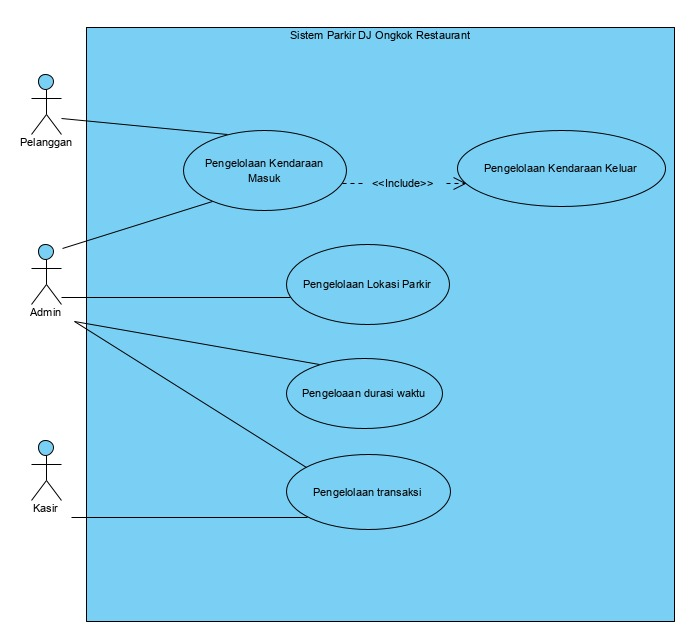 Sistem Parkir DJ Ongkok Restaurant
Pelanggan
Pengelolaan Kendaraan
Masuk
<<Include>>
Pengelolaan Kendaraan Keluar
Admin
Pengelolaan Lokasi Parkir
Pengeloaan durasi waktu
Kasir
Pengelolaan transaksi